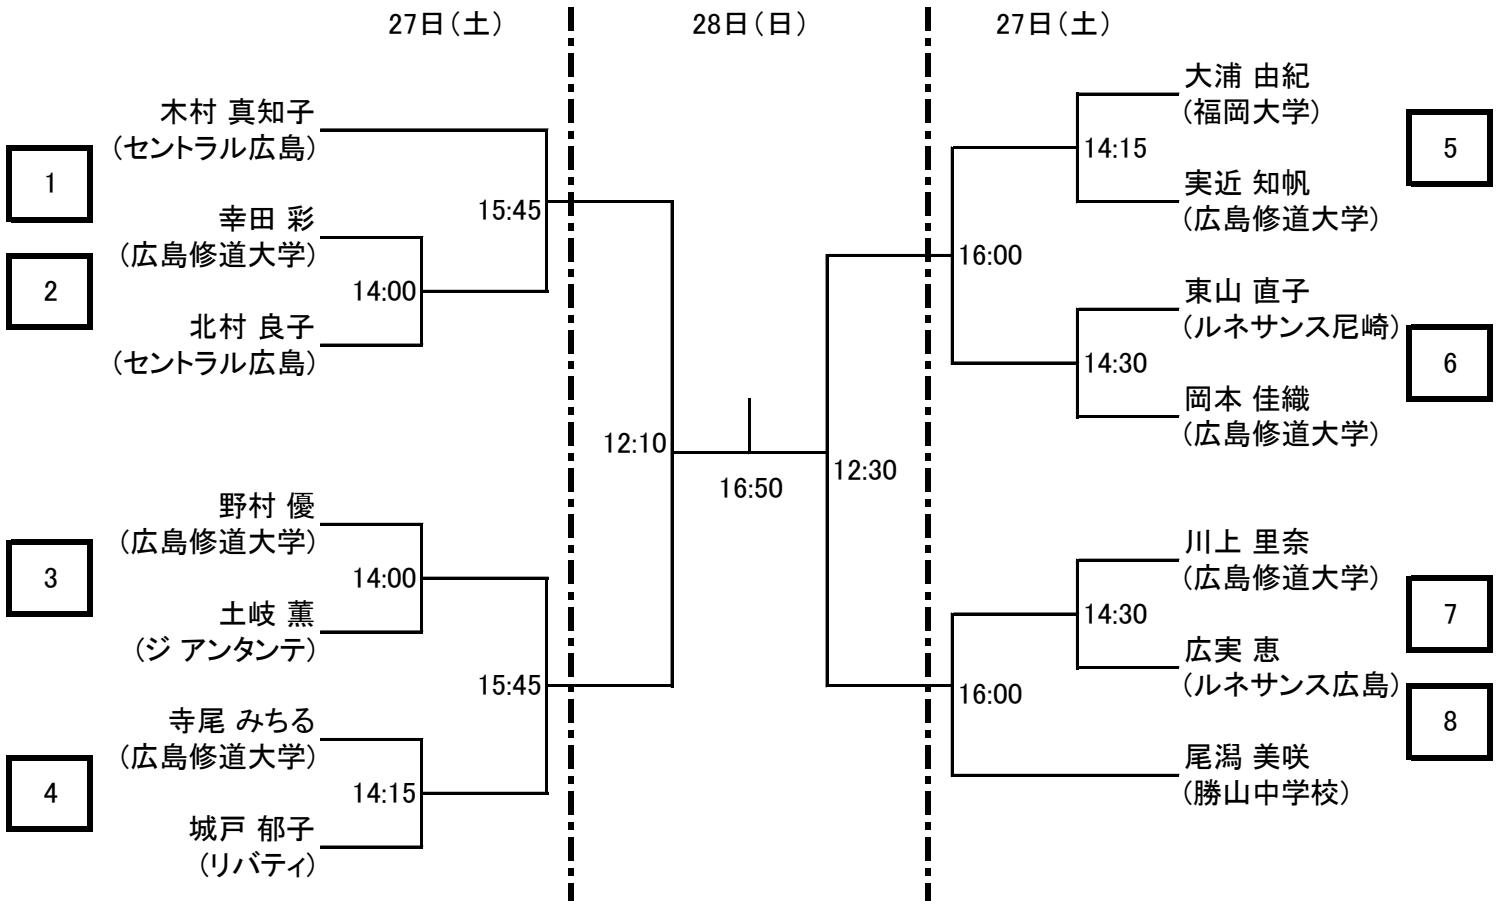 27日（土）
28日（日）
27日（土）
木村 真知子
(セントラル広島)
1
幸田 彩
(広島修道大学)
15:45
2
14:00
北村 良子
(セントラル広島)
12:10
野村 優
(広島修道大学)
3
14:00
土岐 薫
(ジ アンタンテ)
15:45
寺尾 みちる
(広島修道大学)
4
14:15
城戸 郁子
(リバティ)
16:50
大浦 由紀
(福岡大学)
5
14:15
実近 知帆
(広島修道大学)
16:00
東山 直子
(ルネサンス尼崎)
6
14:30
岡本 佳織
(広島修道大学)
12:30
川上 里奈
(広島修道大学)
7
14:30
広実 恵
(ルネサンス広島)
16:00
8
尾潟 美咲
(勝山中学校)